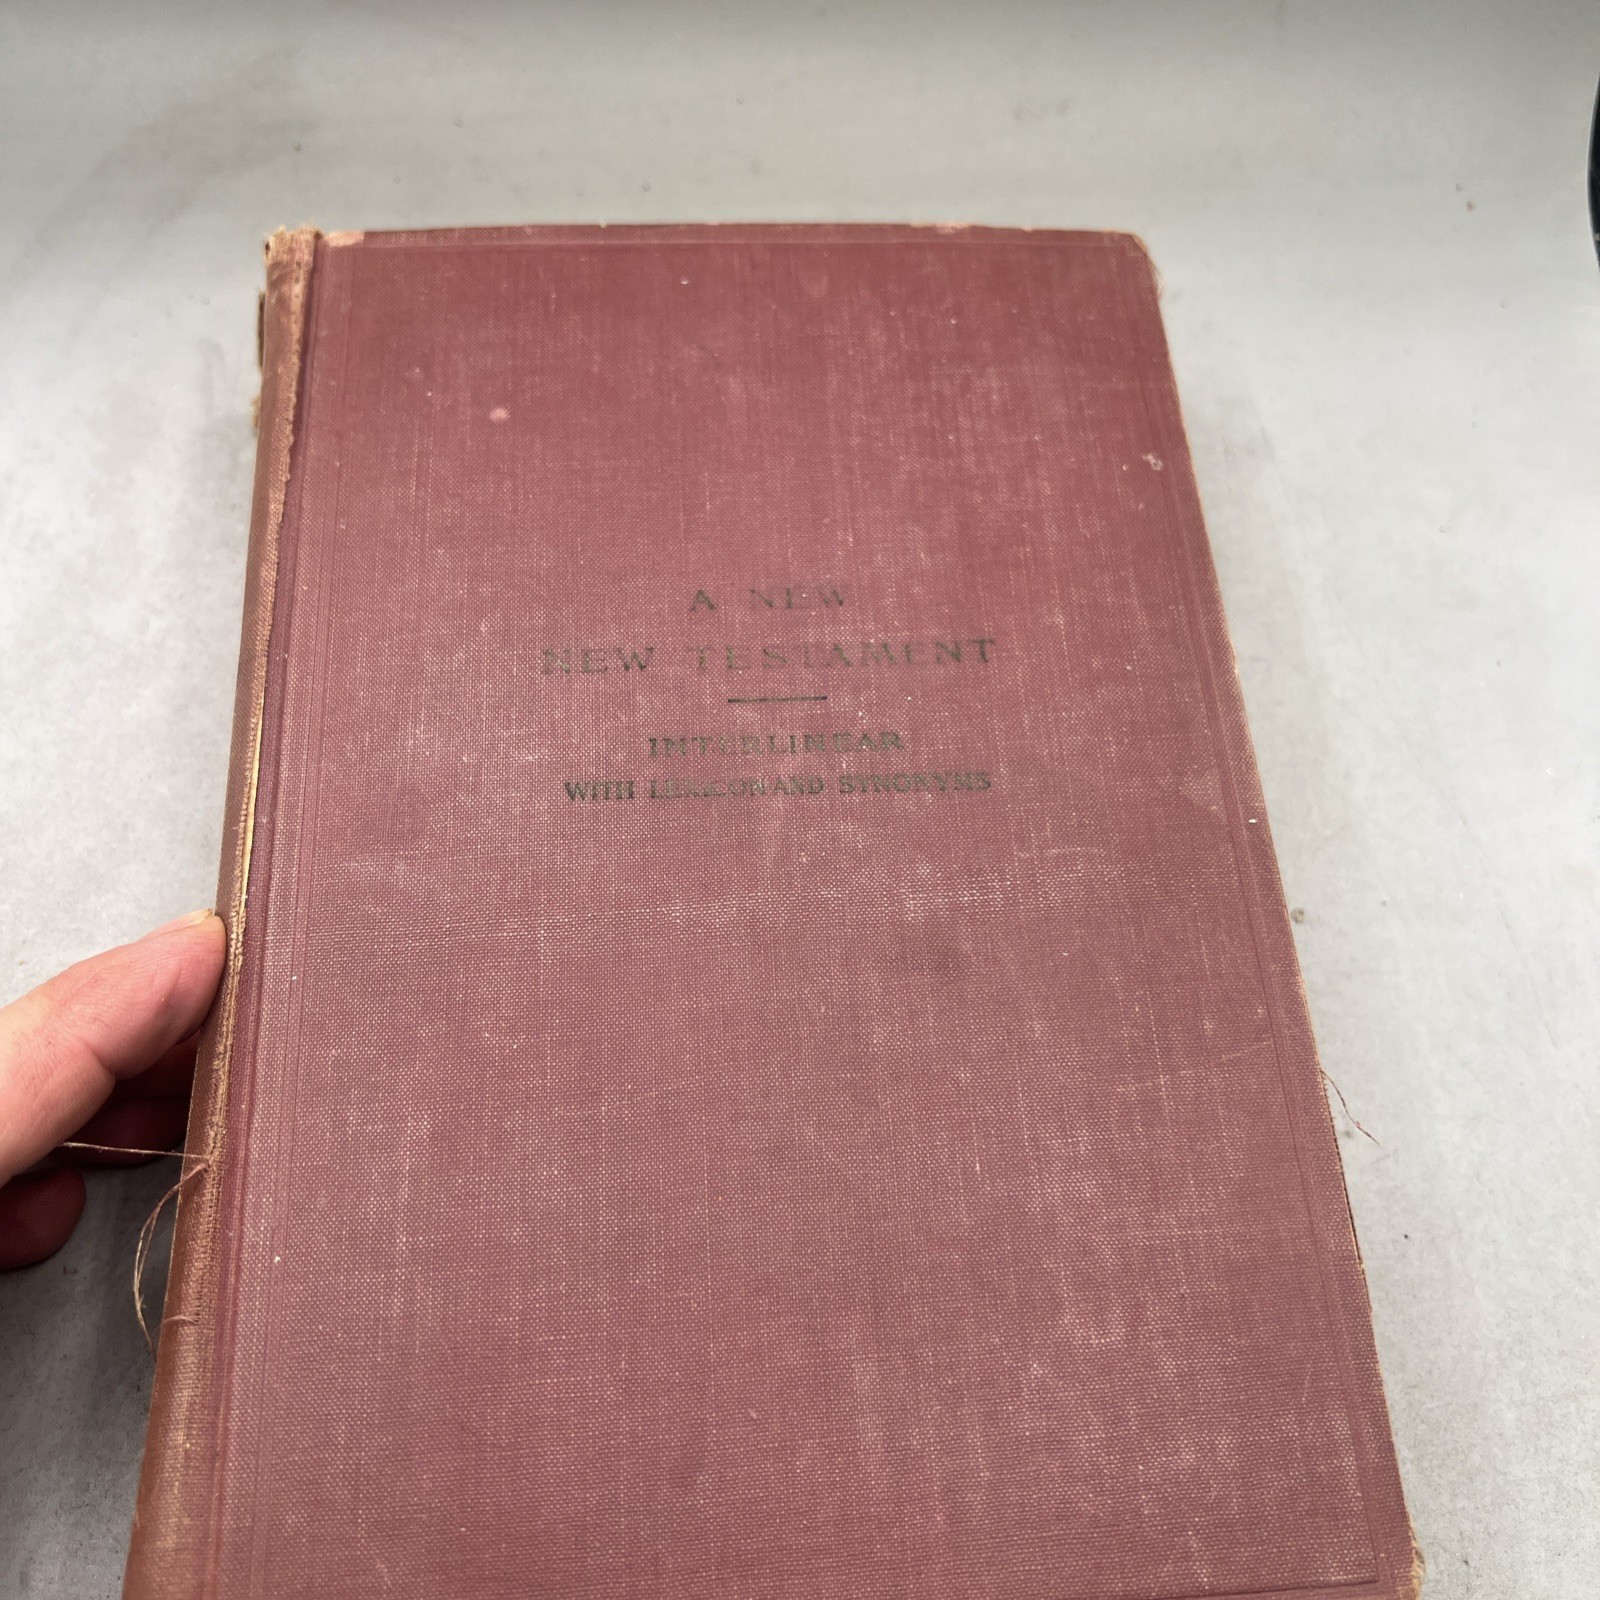 A NEW
NEW TESTAMENT
INTERLINEAR
WITH LEXICON AND SYNONYMS